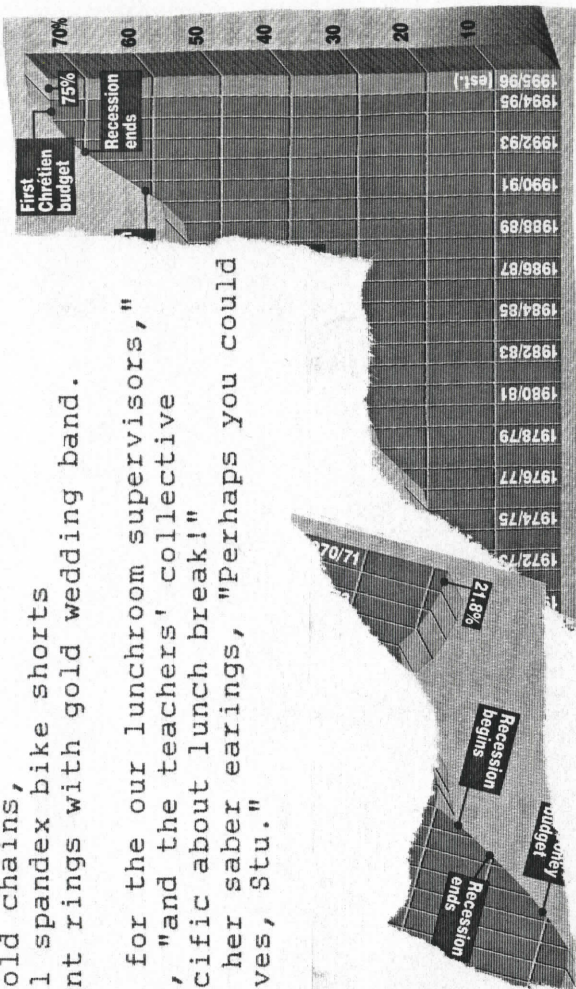 old chains,
l spandex bike shorts
nt rings with gold wedding band.
for the our lunchroom supervisors,"
, "and the teachers' collective
cific about lunch break!"
her saber earings, "Perhaps you could
ves, Stu."
70%
60
50
40
30
20
10
75%
First
Chrétien
budget
Recession
ends
1995/96 (est.)
1994/95
1992/93
1990/91
1988/89
1986/87
1984/85
1982/83
1980/81
1978/79
1976/77
1974/75
1972/73
70/71
21.8%
Recession
begins
Recession
ends
budget